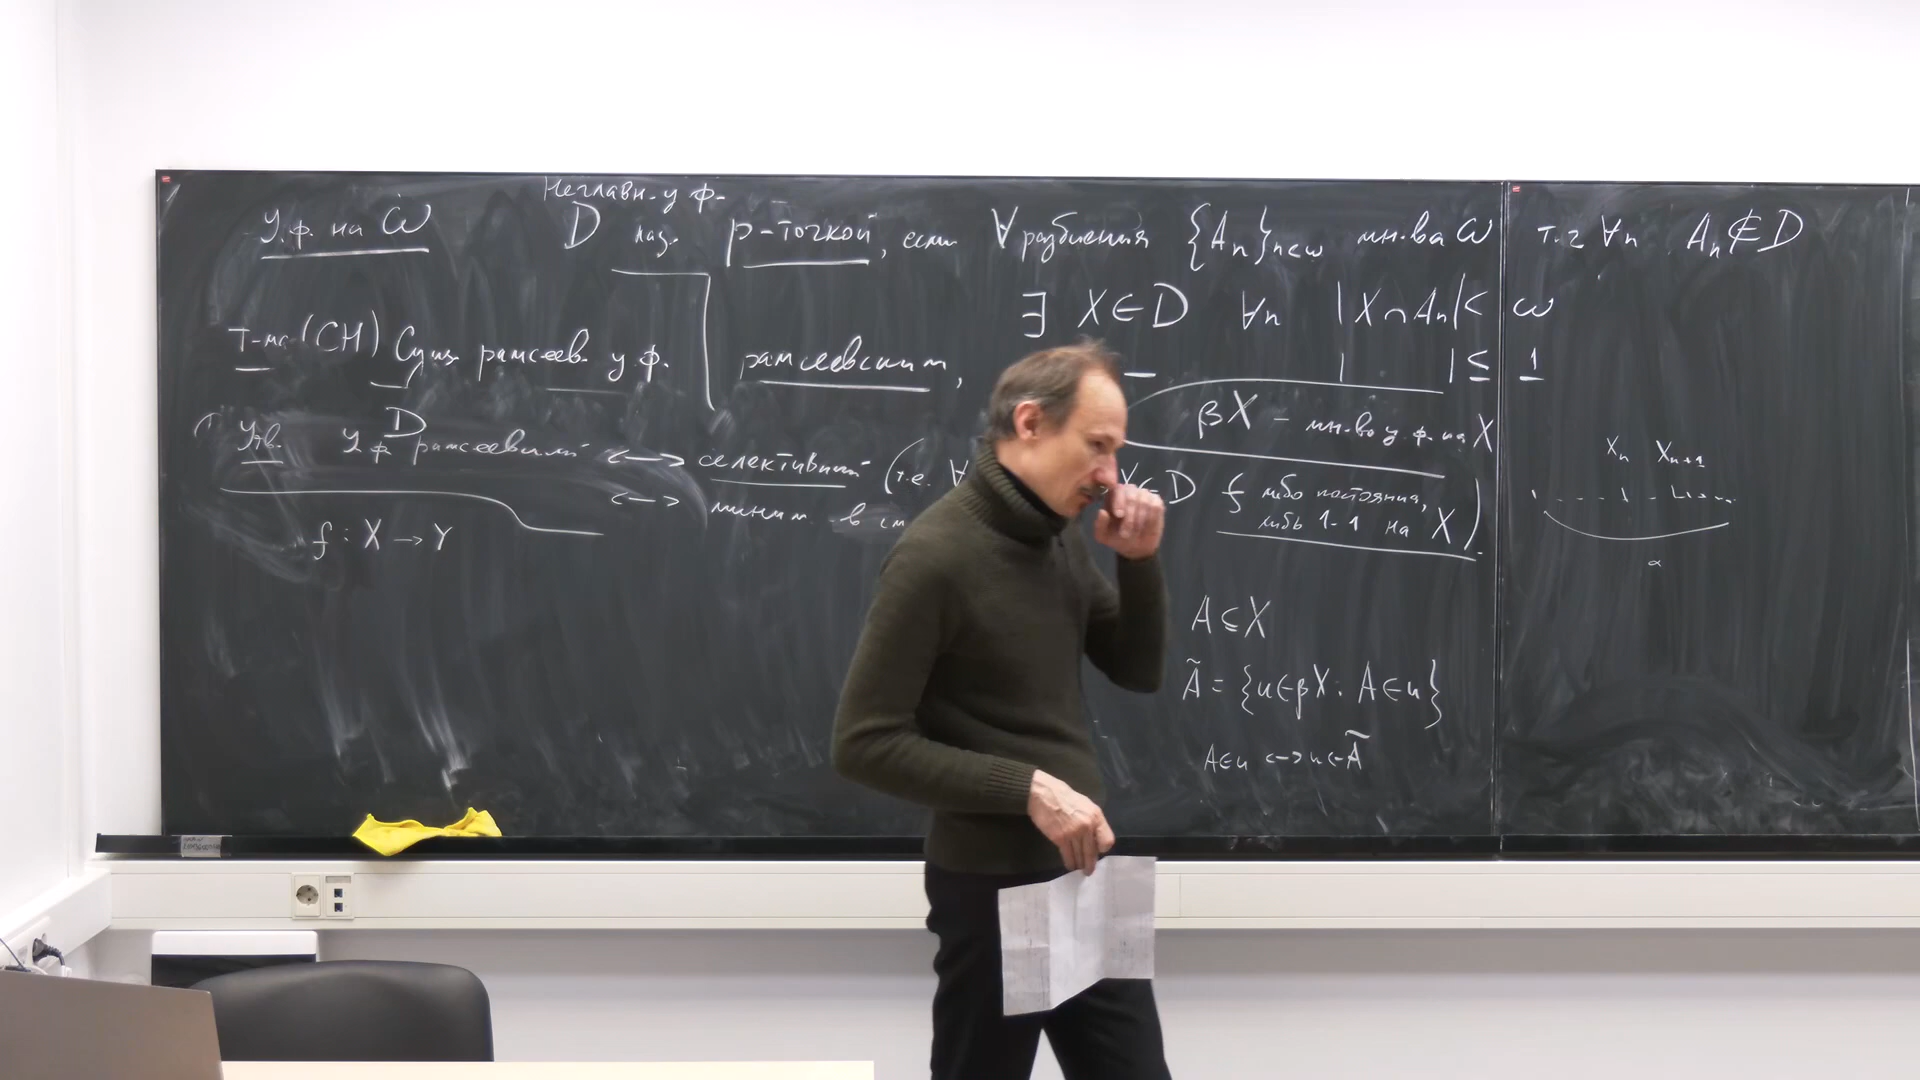 Неглавн. у ф.
У.ф. на ω D наз. p-точкой, если ∀ разбиения {Aₙ}ₙ∈ω мн-ва ω т.ч ∀n Aₙ∉D
∃ X∈D ∀n |X∩Aₙ|< ω
Т-ма (CH) Сущ. рамсеев. у ф. рамсеевским, — | |≤ 1
βX – мн-во у.ф. на X
Утв. у ф. D рамсеевский ↔ селективный (т.е. ∀ X∈D f либо постоянна,
либо 1-1 на X).
↔ миним. в см
Xₙ Xₙ₊₁
α
f : X → Y
A ⊆ X
Ã = {u∈βX : A∈u}
A∈u ↔ u∈Ã